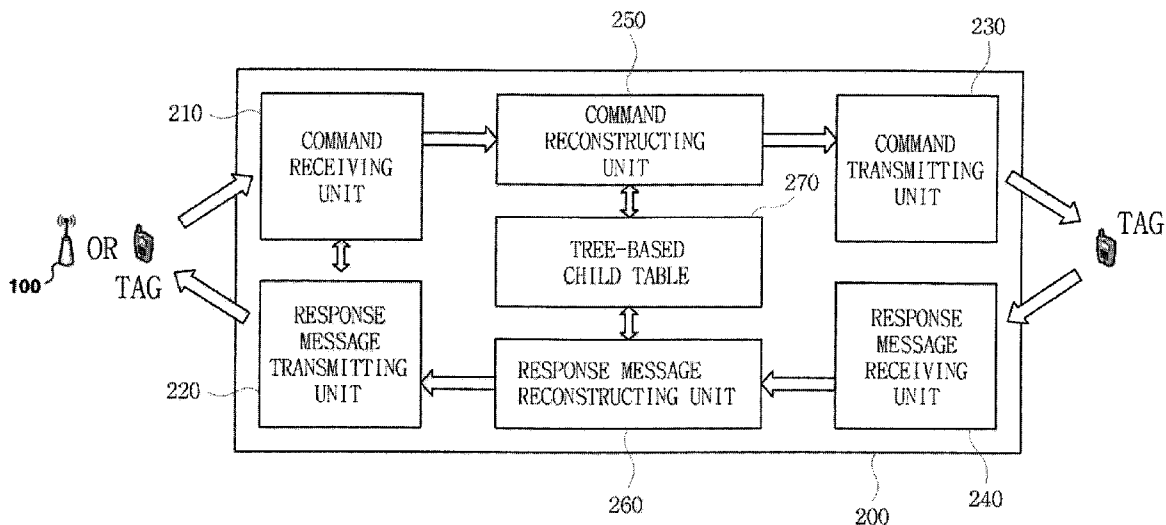 250
230
210
COMMAND
RECEIVING
UNIT
COMMAND
RECONSTRUCTING
UNIT
COMMAND
TRANSMITTING
UNIT
270
TREE-BASED
CHILD TABLE
100
OR
TAG
TAG
RESPONSE
MESSAGE
TRANSMITTING
UNIT
220
RESPONSE MESSAGE
RECONSTRUCTING UNIT
RESPONSE
MESSAGE
RECEIVING
UNIT
260
200
240